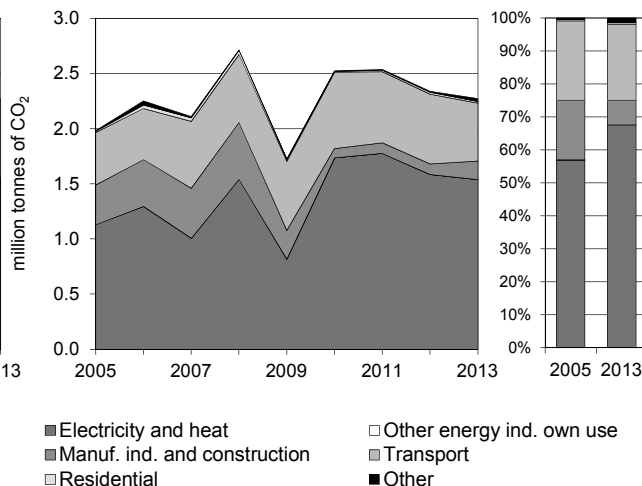 3.0
2.5
2.0
1.5
1.0
0.5
0.0
million tonnes of CO2
2005 2007 2009 2011 2013
13
100%
90%
80%
70%
60%
50%
40%
30%
20%
10%
0%
2005 2013
Electricity and heat
Other energy ind. own use
Manuf. ind. and construction
Transport
Residential
Other